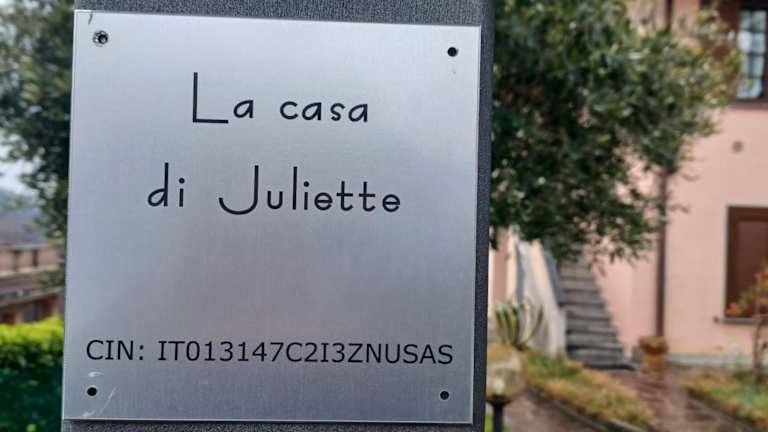 La casa
di Juliette
CIN: IT013147C2I3ZNUSAS